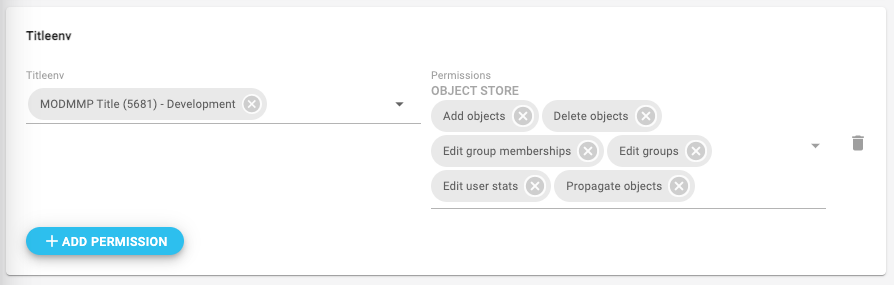 Titleenv
Titleenv
MODMMP Title (5681) - Development
Permissions
OBJECT STORE
Add objects
Delete objects
Edit group memberships
Edit groups
Edit user stats
Propagate objects
ADD PERMISSION